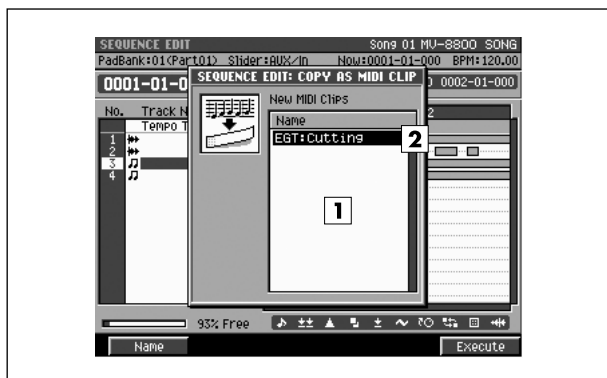 SEQUENCE EDIT Song 01 MV-8800 SONG
PadBank:01(Part01) Slider:AUX/In Now:0001-01-000 BPM:120.00
0001-01-0 0002-01-000
SEQUENCE EDIT: COPY AS MIDI CLIP
New MIDI Clips
No. Track N 2
Name
Tempo T
EGT:Cutting 2
1
2
3
4
1
93% Free
Name Execute